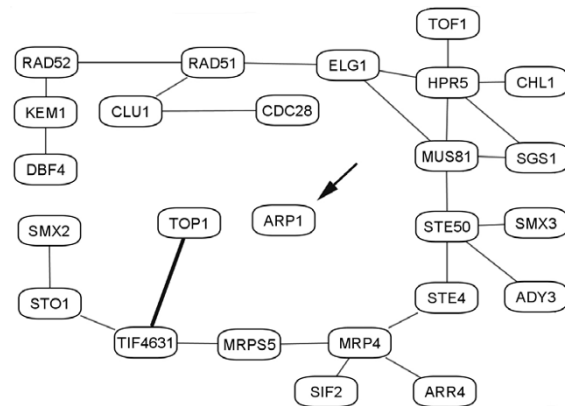 TOF1
RAD52
RAD51
ELG1
HPR5
CHL1
KEM1
CLU1
CDC28
DBF4
MUS81
SGS1
SMX2
TOP1
ARP1
STE50
SMX3
STO1
STE4
ADY3
TIF4631
MRPS5
MRP4
SIF2
ARR4